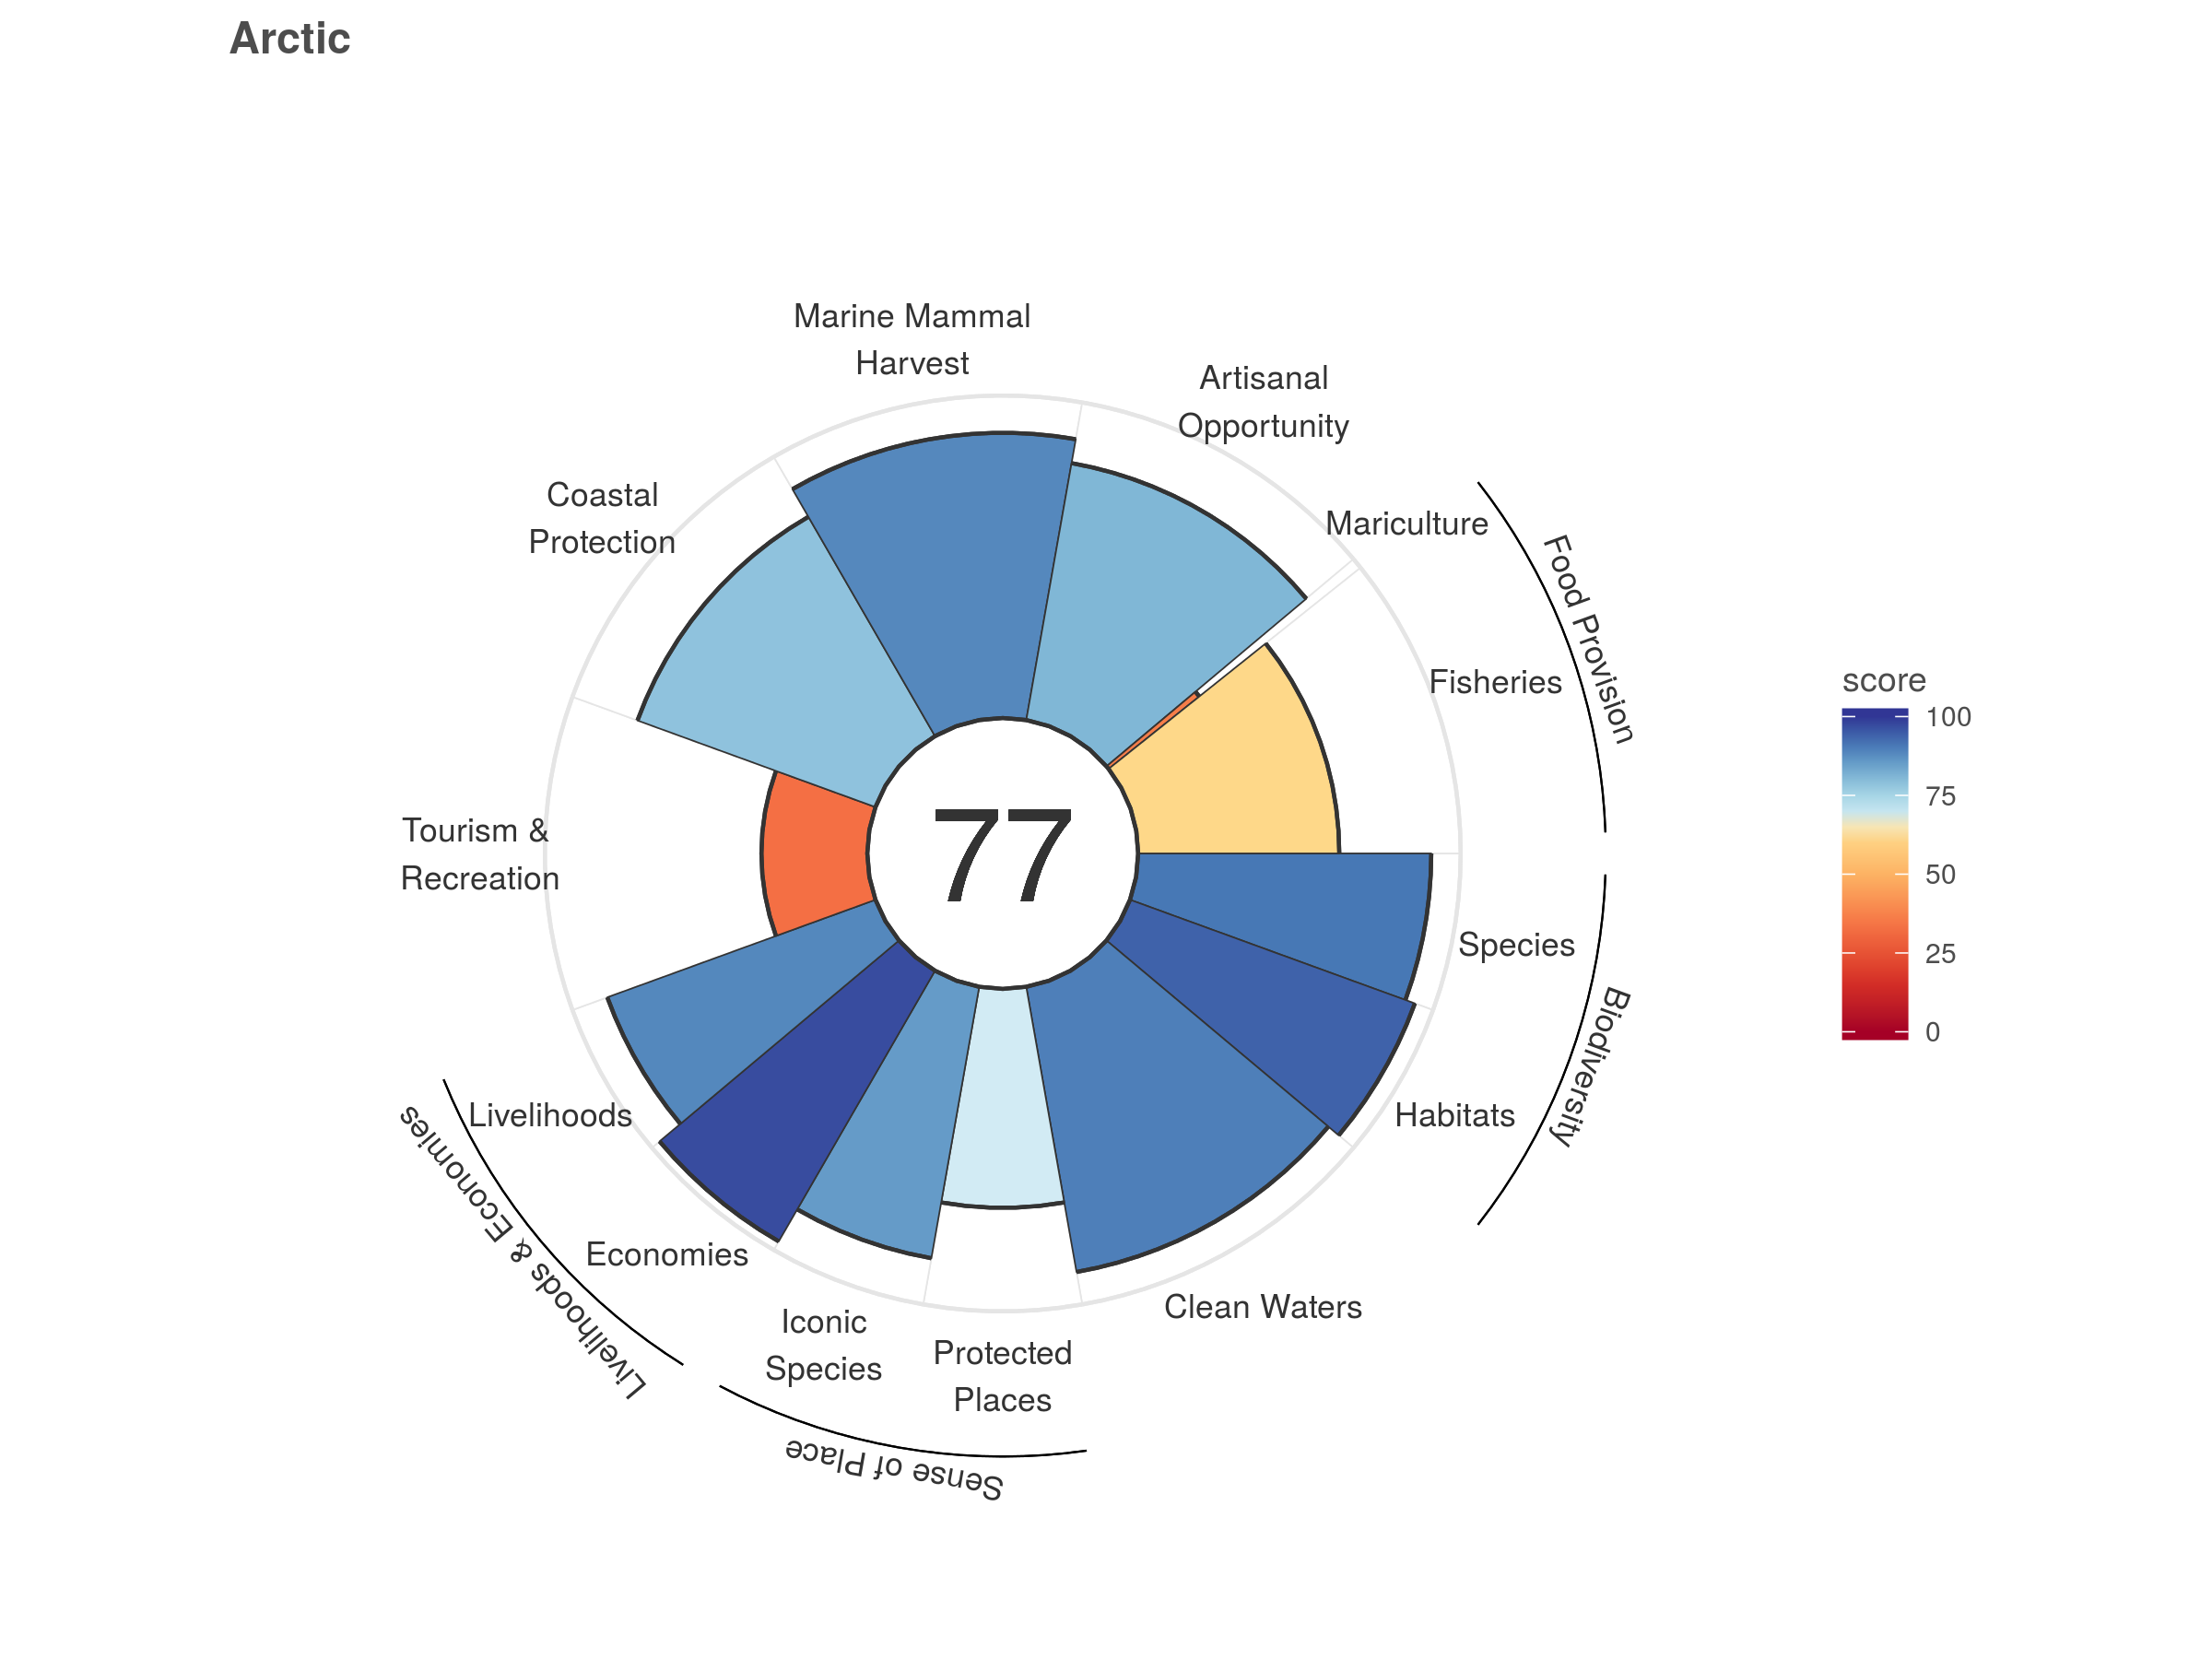 Arctic
Marine Mammal
Harvest
Artisanal
Opportunity
Coastal
Protection
Mariculture
Food Provision
Fisheries
score
100
75
50
25
0
77
Tourism &
Recreation
Species
Biodiversity
Livelihoods
Habitats
Livelihoods & Economies
Economies
Clean Waters
Iconic
Species
Protected
Places
Sense of Place